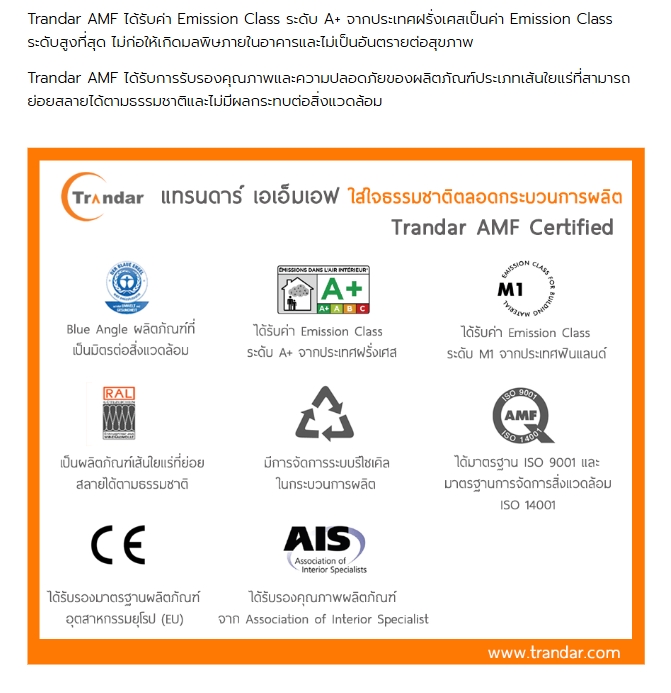 Trandar AMF ได้รับค่า Emission Class ระดับ A+ จากประเทศฝรั่งเศสเป็นค่า Emission Class
ระดับสูงที่สุด ไม่ก่อให้เกิดมลพิษภายในอาคารและไม่เป็นอันตรายต่อสุขภาพ
Trandar AMF ได้รับการรับรองคุณภาพและความปลอดภัยของผลิตภัณฑ์ประเภทเส้นใยแร่ที่สามารถ
ย่อยสลายได้ตามธรรมชาติและไม่มีผลกระทบต่อสิ่งแวดล้อม
Trandar แทรนดาร์ เอเอ็มเอฟ ใส่ใจธรรมชาติตลอดกระบวนการผลิต
Trandar AMF Certified
DER BLAUE ENGEL
Blue Angle ผลิตภัณฑ์ที่
เป็นมิตรต่อสิ่งแวดล้อม
ÉMISSIONS DANS L'AIR INTÉRIEUR*
A+
A+ A B C
ได้รับค่า Emission Class
ระดับ A+ จากประเทศฝรั่งเศส
M1
EMISSION CLASS FOR BUILDING MATERIAL
ได้รับค่า Emission Class
ระดับ M1 จากประเทศฟินแลนด์
RAL
เป็นผลิตภัณฑ์เส้นใยแร่ที่ย่อย
สลายได้ตามธรรมชาติ
มีการจัดการระบบรีไซเคิล
ในกระบวนการผลิต
ISO 9001
AMF
ISO 14001
ได้มาตรฐาน ISO 9001 และ
มาตรฐานการจัดการสิ่งแวดล้อม
ISO 14001
CE
ได้รับรองมาตรฐานผลิตภัณฑ์
อุตสาหกรรมยุโรป (EU)
AIS
Association of
Interior Specialists
ได้รับรองคุณภาพผลิตภัณฑ์
จาก Association of Interior Specialist
www.trandar.com